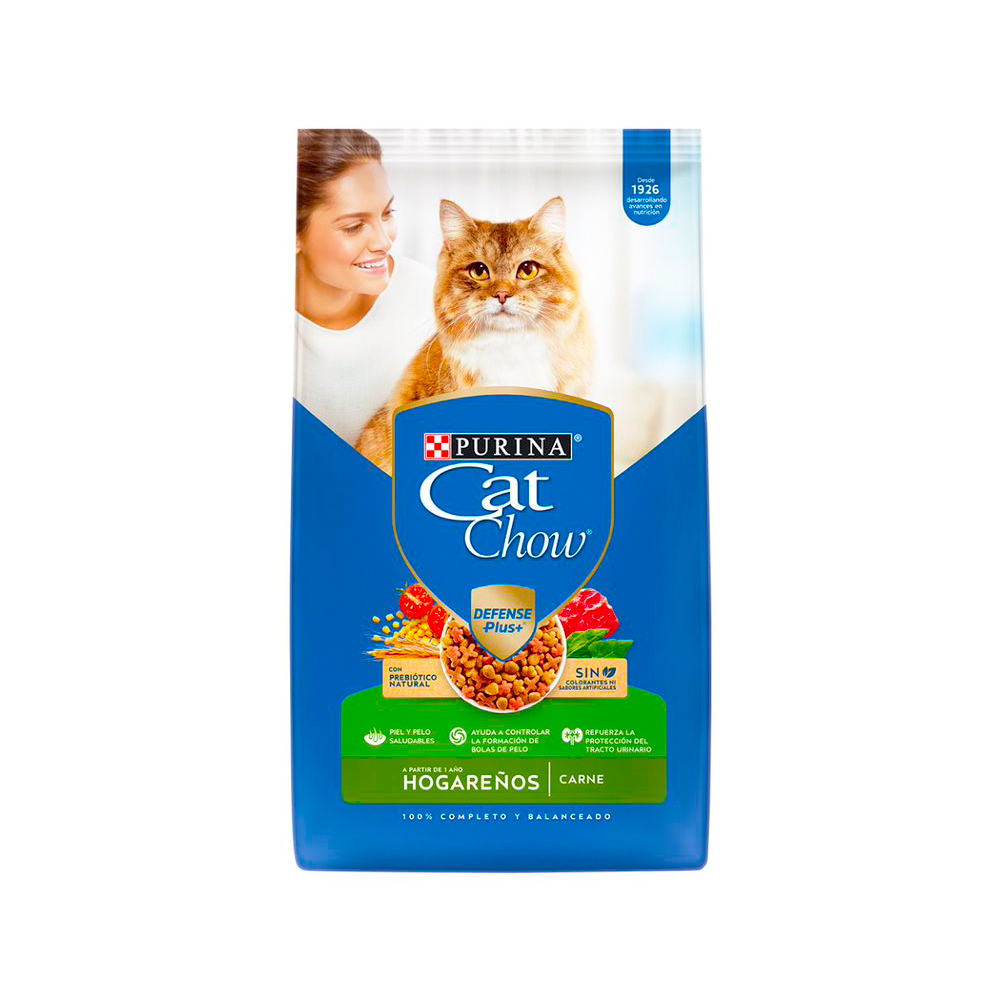 Desde
1926
desarrollando
avances en
nutrición
PURINA®
Cat
Chow®
DEFENSE
Plus+
CON
PREBIÓTICO
NATURAL
SIN
COLORANTES NI
SABORES ARTIFICIALES
PIEL Y PELO
SALUDABLES
AYUDA A CONTROLAR
LA FORMACIÓN DE
BOLAS DE PELO
REFUERZA LA
PROTECCIÓN DEL
TRACTO URINARIO
A PARTIR DE 1 AÑO
HOGAREÑOS
CARNE
100% COMPLETO Y BALANCEADO